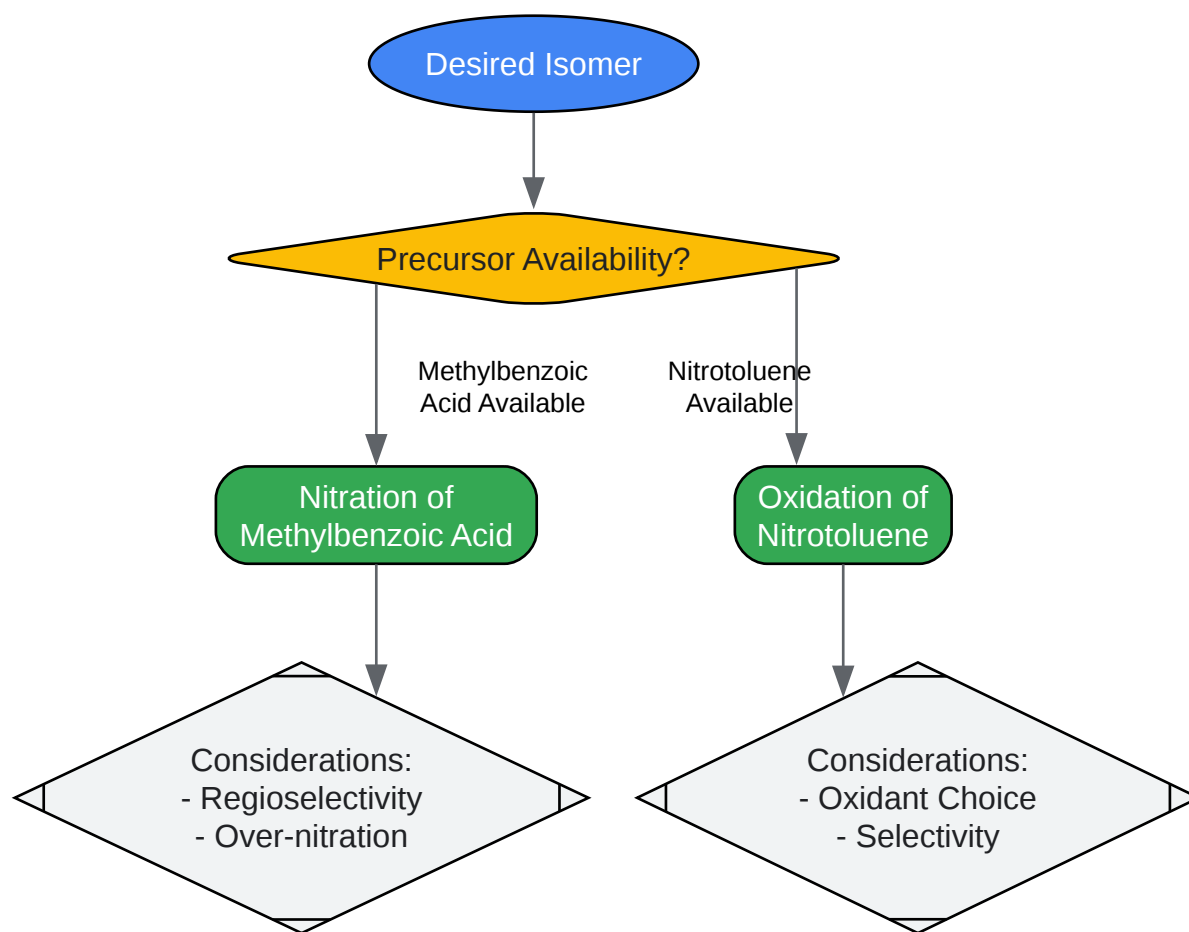 Desired Isomer
Precursor Availability?
Methylbenzoic
Acid Available
Nitrotoluene
Available
Nitration of
Methylbenzoic Acid
Oxidation of
Nitrotoluene
Considerations:
- Regioselectivity
- Over-nitration
Considerations:
- Oxidant Choice
- Selectivity